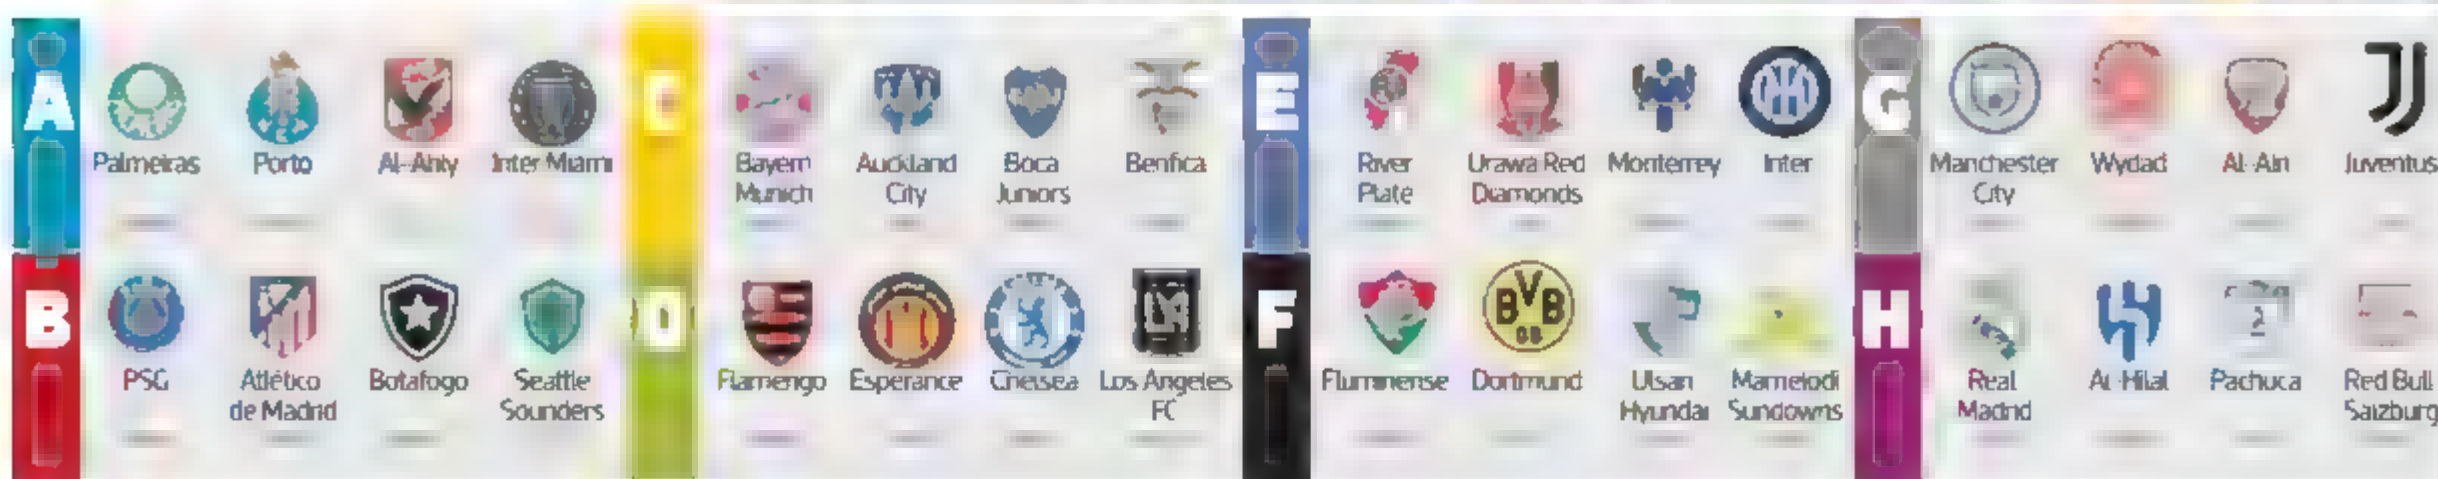 A
Palmeiras Porto Al-Ahly Inter Miami
C
Bayern Munich Auckland City Boca Juniors Benfica
E
River Plate Urawa Red Diamonds Monterrey Inter
G
Manchester City Wydad Al-Ain Juventus
B
PSG Atlético de Madrid Botafogo Seattle Sounders
D
Flamengo Esperance Chelsea Los Angeles FC
F
Fluminense BVB 09 Dortmund Ulsan Hyundai Mamelodi Sundowns
H
Real Madrid Al-Hilal Pachuca Red Bull Salzburg